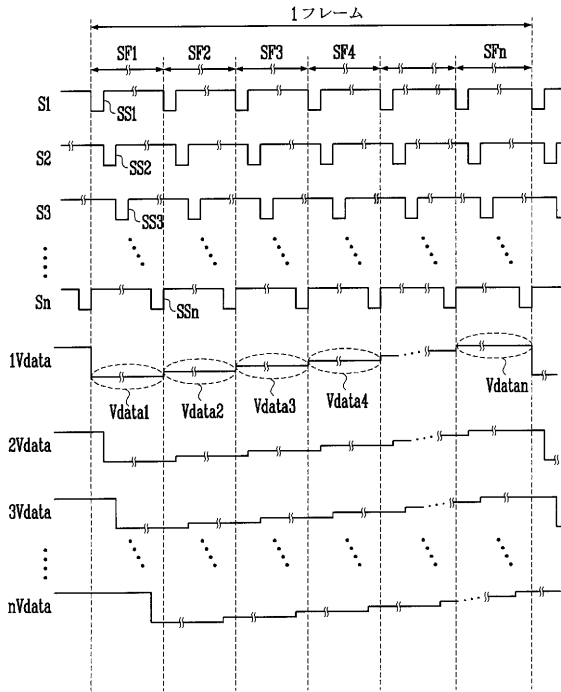 1フレーム
SF1 SF2 SF3 SF4 SFn
S1
SS1
S2
SS2
S3
SS3
Sn
SSn
1Vdata
Vdata1 Vdata2 Vdata3 Vdata4 Vdatan
2Vdata
3Vdata
nVdata